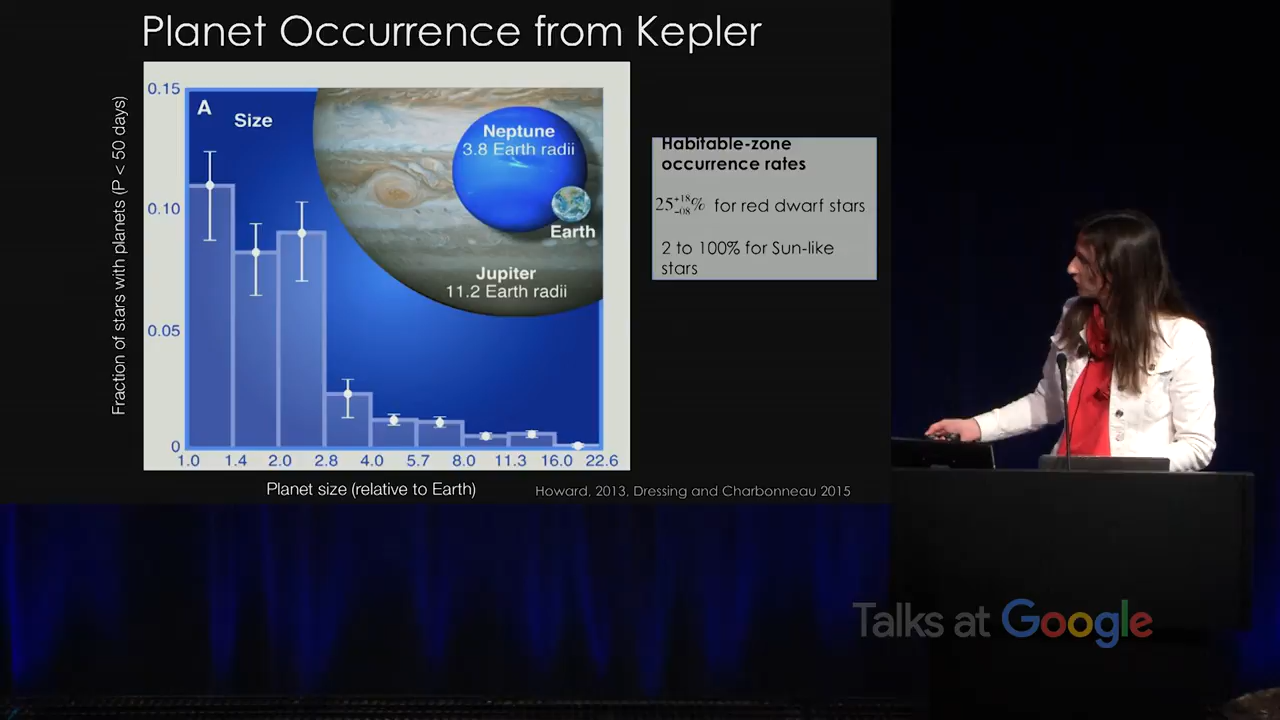 Planet Occurrence from Kepler
Fraction of stars with planets (P < 50 days)
0.15
0.10
0.05
0
A
Size
Neptune
3.8 Earth radii
Earth
Jupiter
11.2 Earth radii
1.0 1.4 2.0 2.8 4.0 5.7 8.0 11.3 16.0 22.6
Planet size (relative to Earth)
Howard, 2013, Dressing and Charbonneau 2015
Habitable-zone
occurrence rates
25+18−08% for red dwarf stars
2 to 100% for Sun-like
stars
Talks at Google